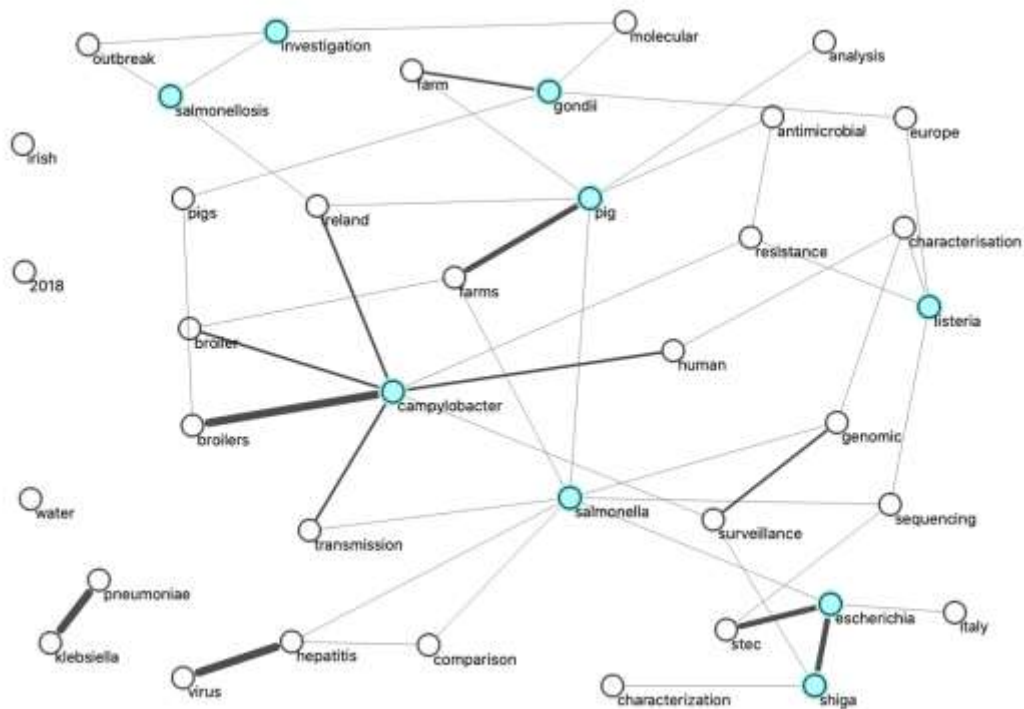 molecular
investigation
outbreak
analysis
farm
gondii
salmonellosis
antimicrobial
europe
irish
pigs
ireland
pig
characterisation
resistance
2018
farms
listeria
broiler
human
campylobacter
broilers
genomic
water
salmonella
sequencing
surveillance
transmission
pneumoniae
escherichia
italy
stec
klebsiella
hepatitis
comparison
virus
characterization
shiga